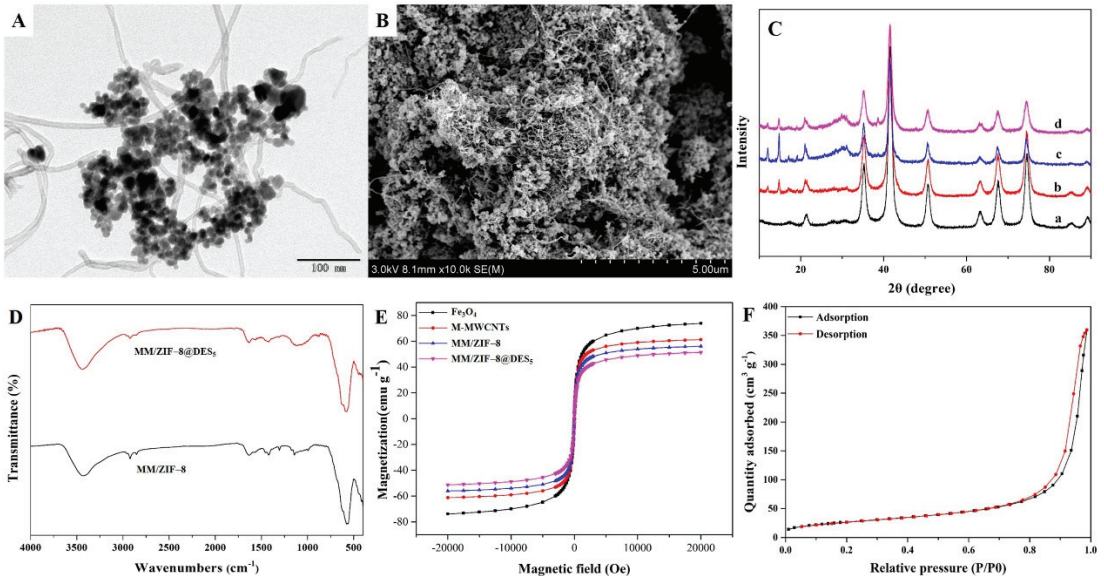 A
100 nm
B
3.0kV 8.1mm x10.0k SE(M)
5.00um
C
Intensity
d
c
b
a
20 40 60 80
2θ (degree)
D
Transmittance (%)
MM/ZIF–8@DES₅
MM/ZIF–8
4000 3500 3000 2500 2000 1500 1000 500
Wavenumbers (cm⁻¹)
E
Magnetization(emu g⁻¹)
80
60
40
20
0
-20
-40
-60
-80
Fe₃O₄
M-MWCNTs
MM/ZIF–8
MM/ZIF–8@DES₅
-20000 -10000 0 10000 20000
Magnetic field (Oe)
F
Quantity adsorbed (cm³ g⁻¹)
400
350
300
250
200
150
100
50
0
Adsorption
Desorption
0.0 0.2 0.4 0.6 0.8 1.0
Relative pressure (P/P0)